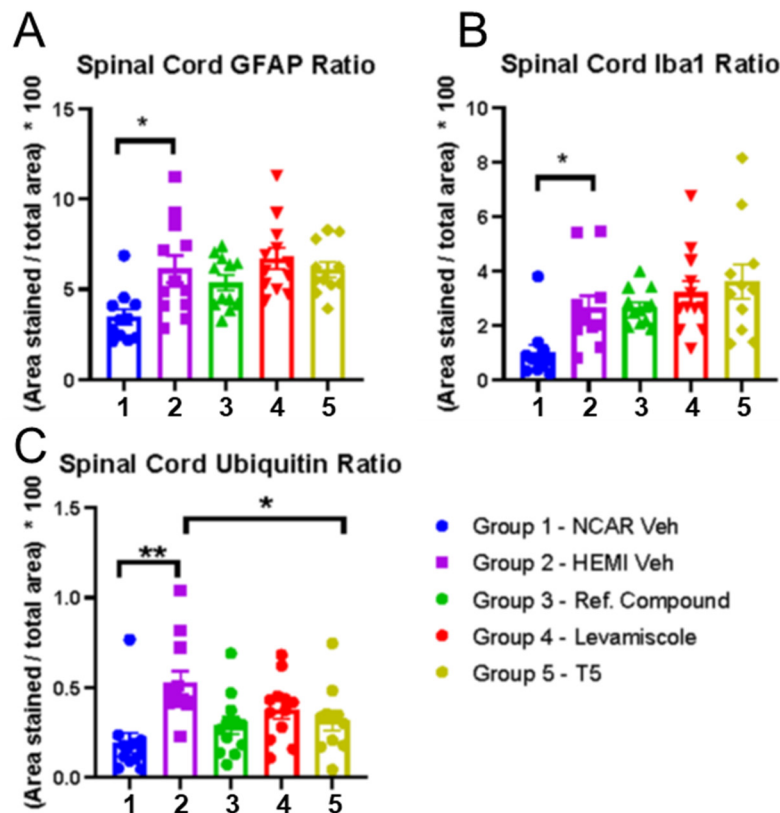 A
Spinal Cord GFAP Ratio
(Area stained / total area) * 100
15
10
5
0
*
1 2 3 4 5
B
Spinal Cord Iba1 Ratio
(Area stained / total area) * 100
10
8
6
4
2
0
*
1 2 3 4 5
C
Spinal Cord Ubiquitin Ratio
(Area stained / total area) * 100
1.5
1.0
0.5
0.0
**
*
1 2 3 4 5
Group 1 - NCAR Veh
Group 2 - HEMI Veh
Group 3 - Ref. Compound
Group 4 - Levamiscole
Group 5 - T5